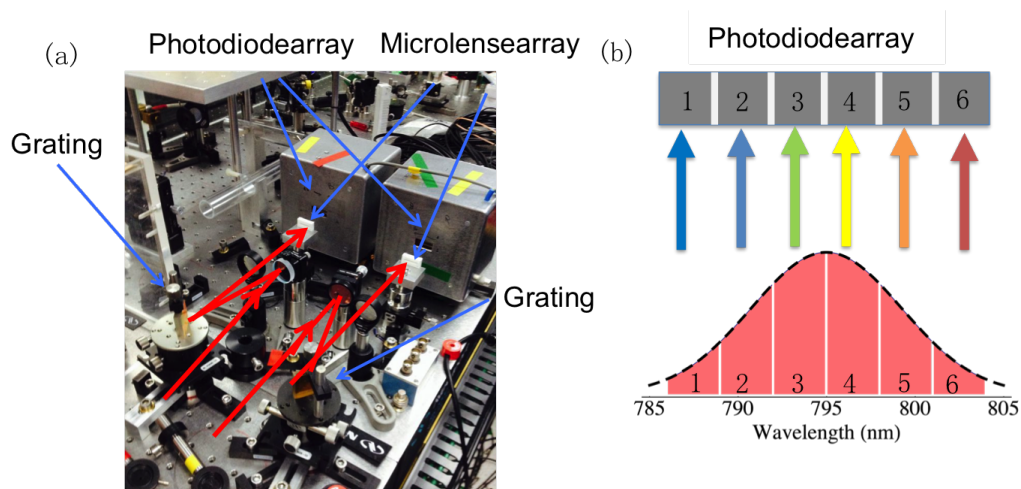 (a)
Photodiodearray
Microlensearray
Grating
Grating
(b)
Photodiodearray
1 2 3 4 5 6
1 2 3 4 5 6
785 790 795 800 805
Wavelength (nm)